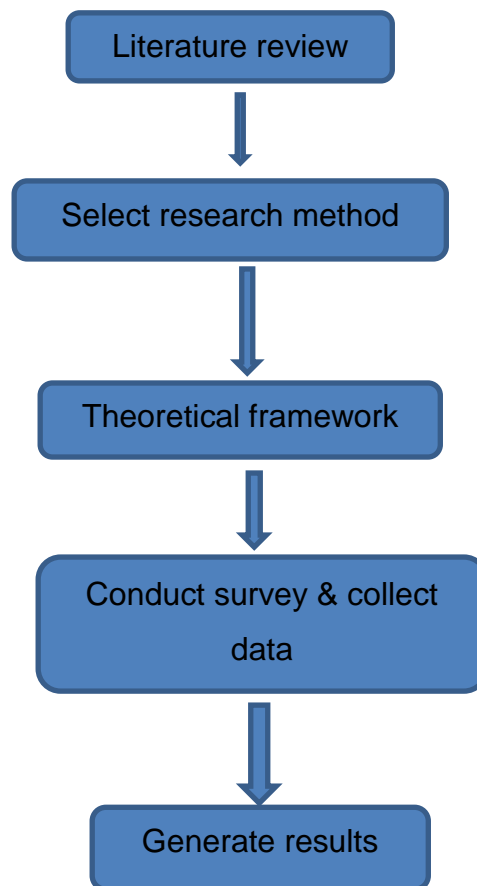 Literature review
Select research method
Theoretical framework
Conduct survey & collect
data
Generate results